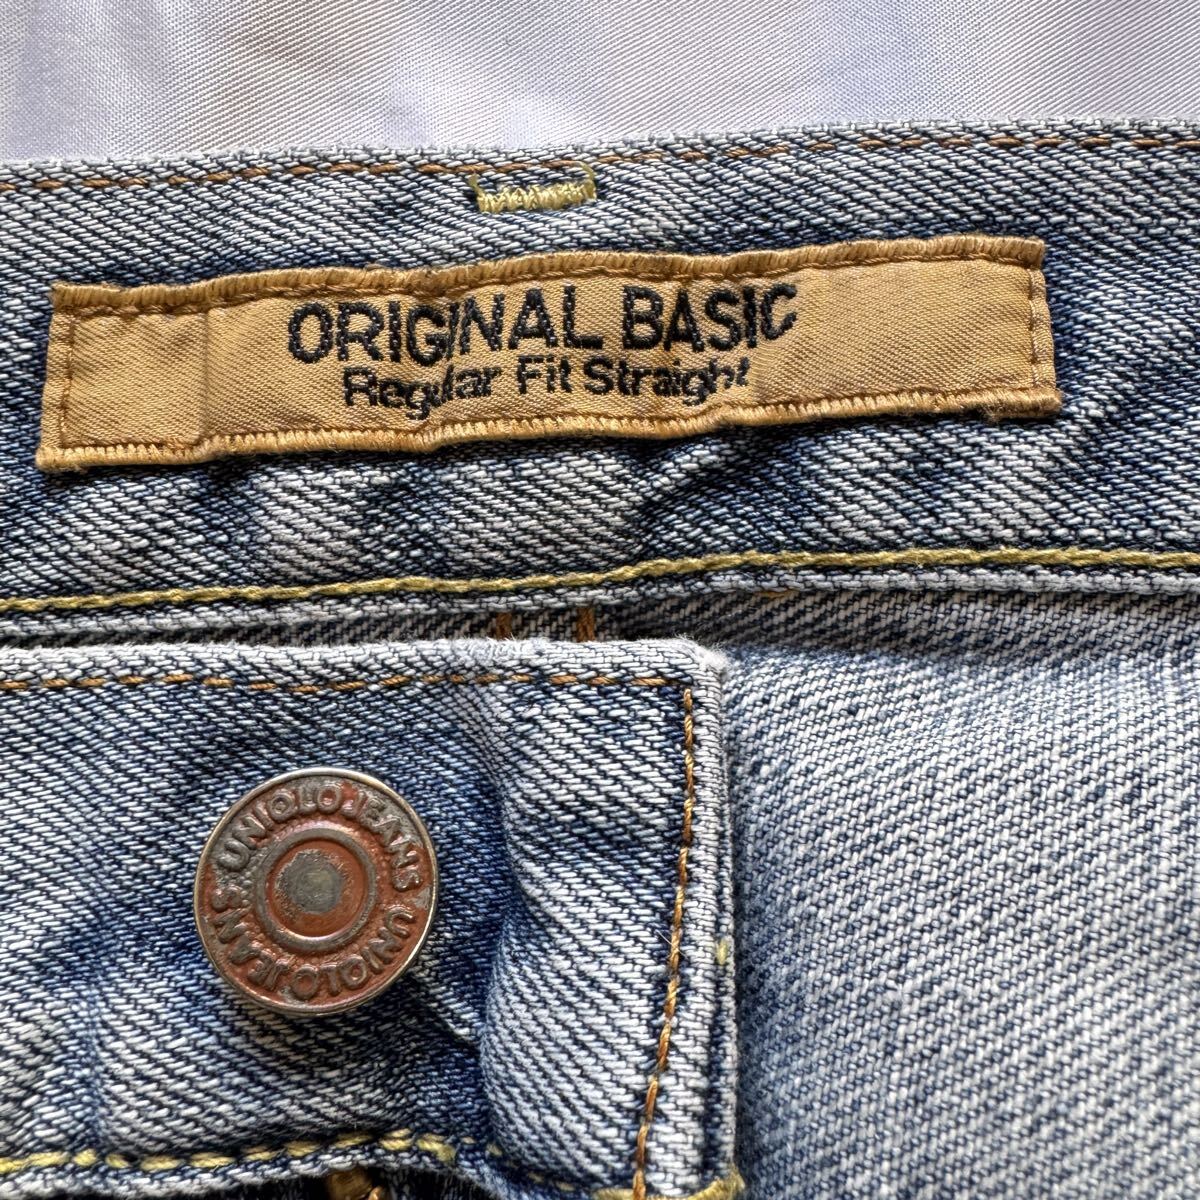 ORIGINAL BASIC
Regular Fit Straight
UNIQLO JEANS UNIQLO JEANS